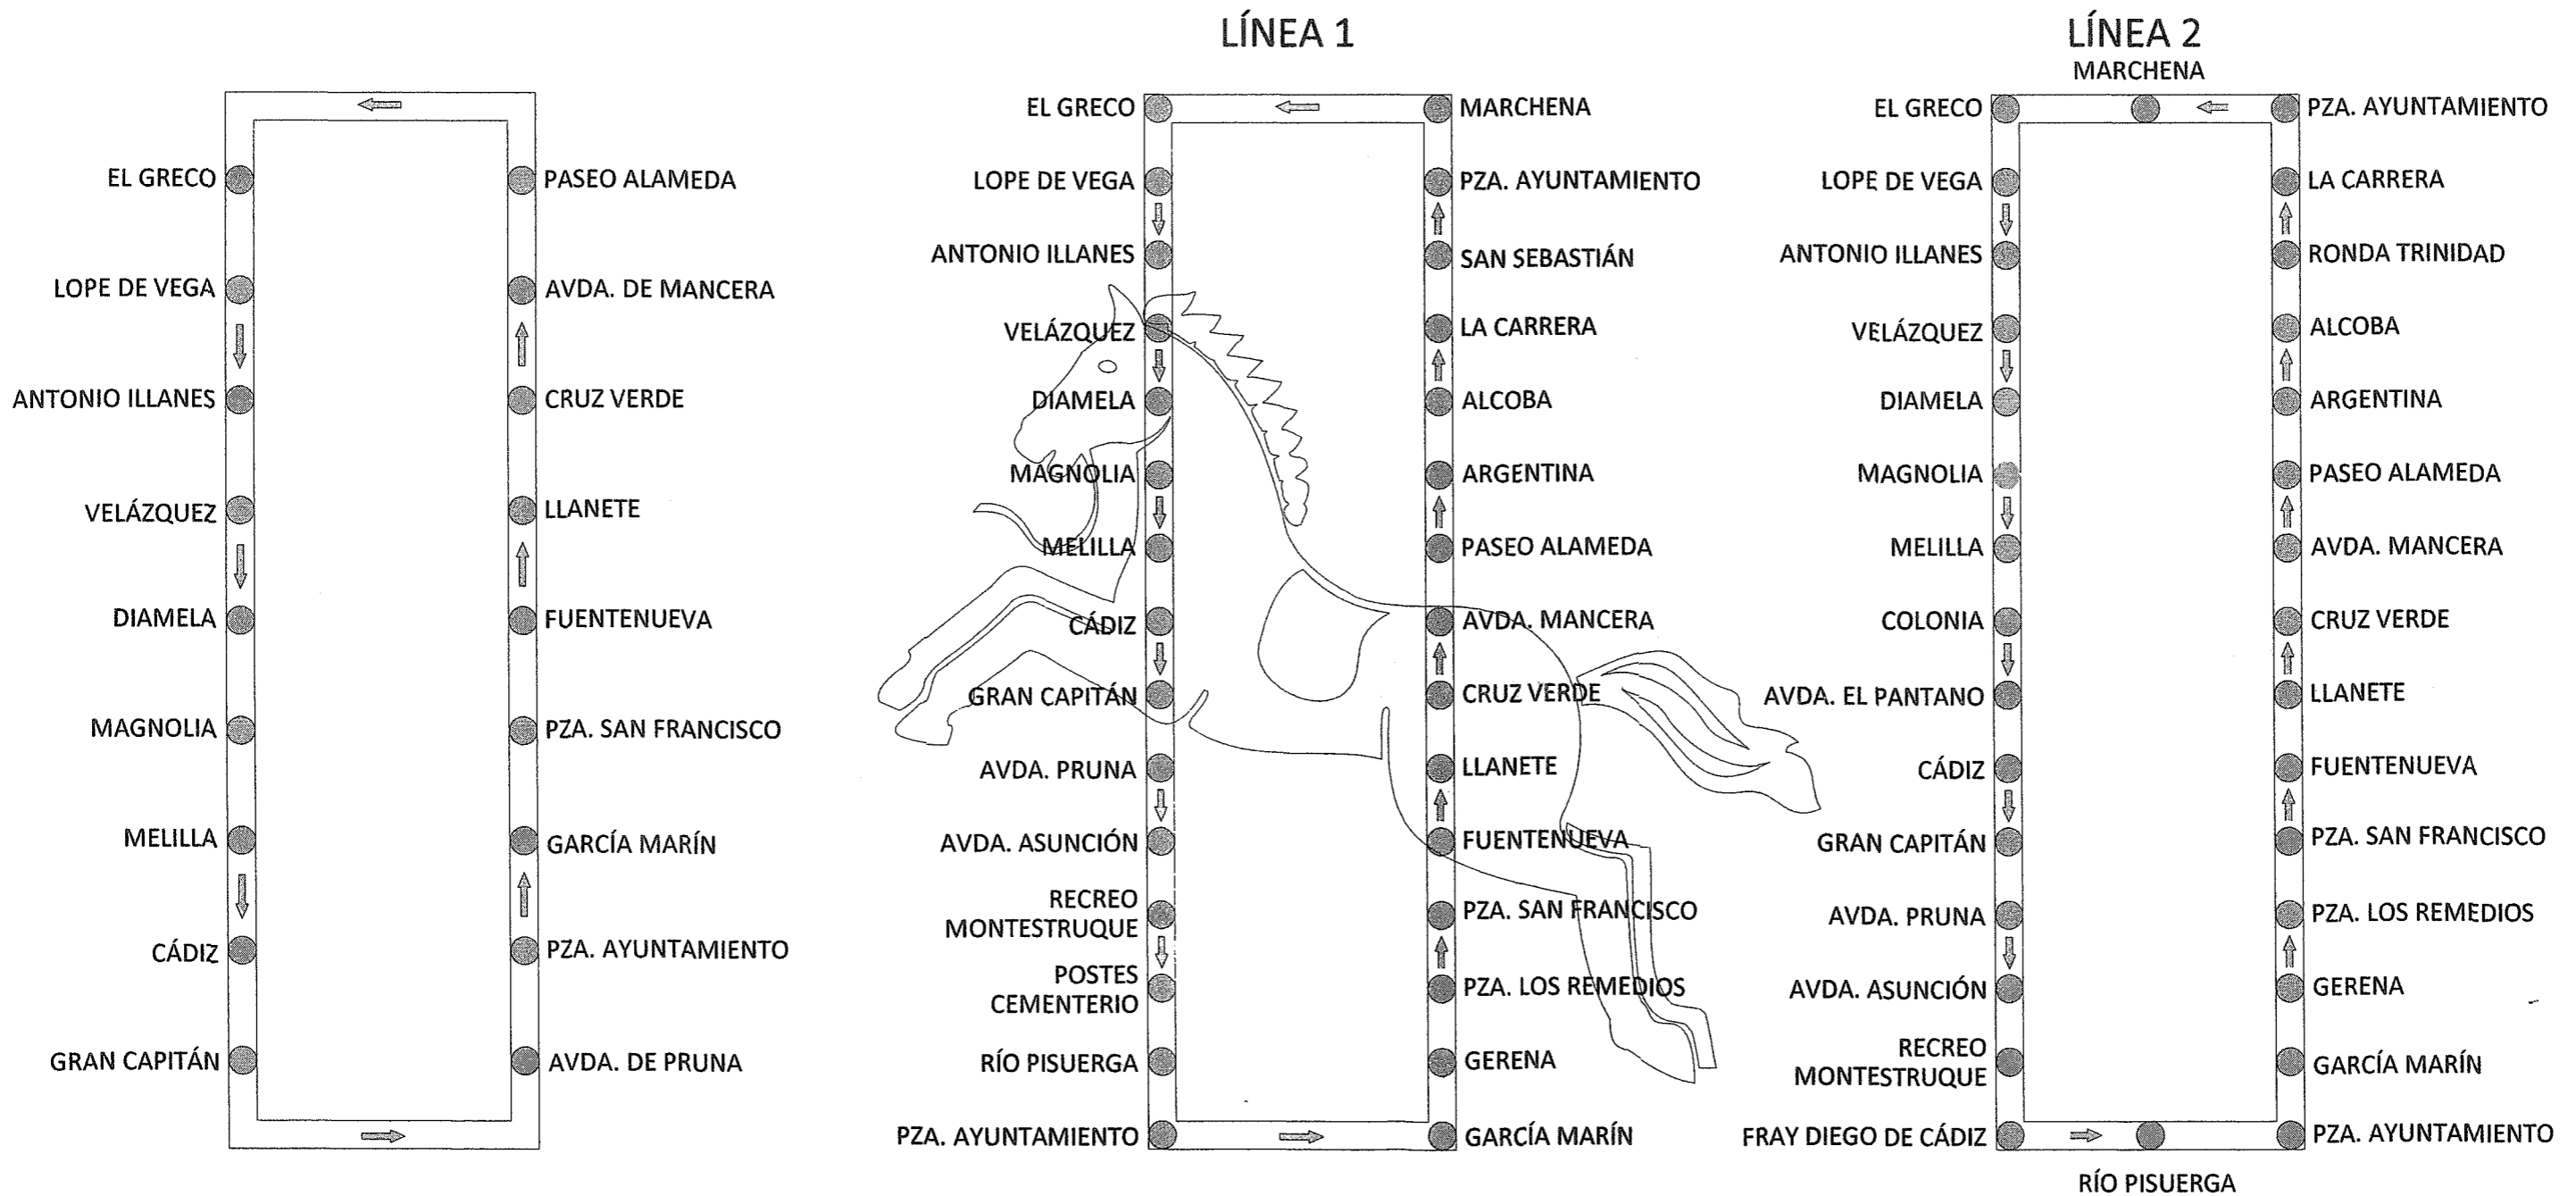 EL GRECO
LOPE DE VEGA
ANTONIO ILLANES
VELÁZQUEZ
DIAMELA
MAGNOLIA
MELILLA
CÁDIZ
GRAN CAPITÁN
PASEO ALAMEDA
AVDA. DE MANCERA
CRUZ VERDE
LLANETE
FUENTENUEVA
PZA. SAN FRANCISCO
GARCÍA MARÍN
PZA. AYUNTAMIENTO
AVDA. DE PRUNA
LÍNEA 1
EL GRECO
LOPE DE VEGA
ANTONIO ILLANES
VELÁZQUEZ
DIAMELA
MAGNOLIA
MELILLA
CÁDIZ
GRAN CAPITÁN
AVDA. PRUNA
AVDA. ASUNCIÓN
RECREO
MONTESTRUQUE
POSTES
CEMENTERIO
RÍO PISUERGA
PZA. AYUNTAMIENTO
MARCHENA
PZA. AYUNTAMIENTO
SAN SEBASTIÁN
LA CARRERA
ALCOBA
ARGENTINA
PASEO ALAMEDA
AVDA. MANCERA
CRUZ VERDE
LLANETE
FUENTENUEVA
PZA. SAN FRANCISCO
PZA. LOS REMEDIOS
GERENA
GARCÍA MARÍN
LÍNEA 2
MARCHENA
EL GRECO
LOPE DE VEGA
ANTONIO ILLANES
VELÁZQUEZ
DIAMELA
MAGNOLIA
MELILLA
COLONIA
AVDA. EL PANTANO
CÁDIZ
GRAN CAPITÁN
AVDA. PRUNA
AVDA. ASUNCIÓN
RECREO
MONTESTRUQUE
FRAY DIEGO DE CÁDIZ
PZA. AYUNTAMIENTO
LA CARRERA
RONDA TRINIDAD
ALCOBA
ARGENTINA
PASEO ALAMEDA
AVDA. MANCERA
CRUZ VERDE
LLANETE
FUENTENUEVA
PZA. SAN FRANCISCO
PZA. LOS REMEDIOS
GERENA
GARCÍA MARÍN
PZA. AYUNTAMIENTO
RÍO PISUERGA